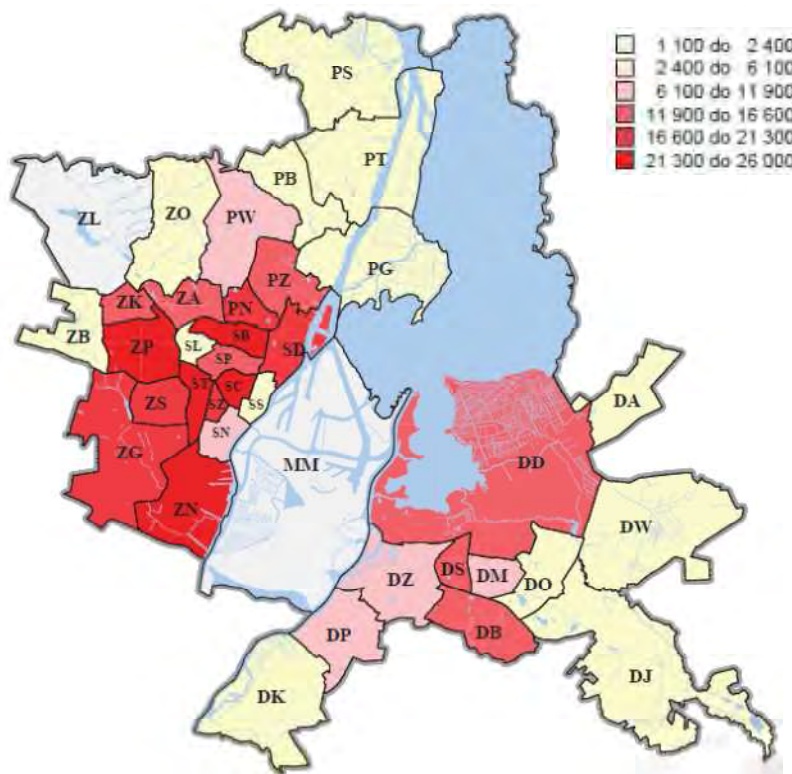 1 100 do 2 400
2 400 do 6 100
6 100 do 11 900
11 900 do 16 600
16 600 do 21 300
21 300 do 26 000
PS
PT
PB
ZL
ZO
PW
PG
PZ
ZK
ZA
PN
ZB
ZP
SL
SB
SD
SP
ST
SC
SZ
SS
ZS
SN
ZG
MM
ZN
DA
DD
DW
DZ
DS
DM
DO
DP
DB
DK
DJ